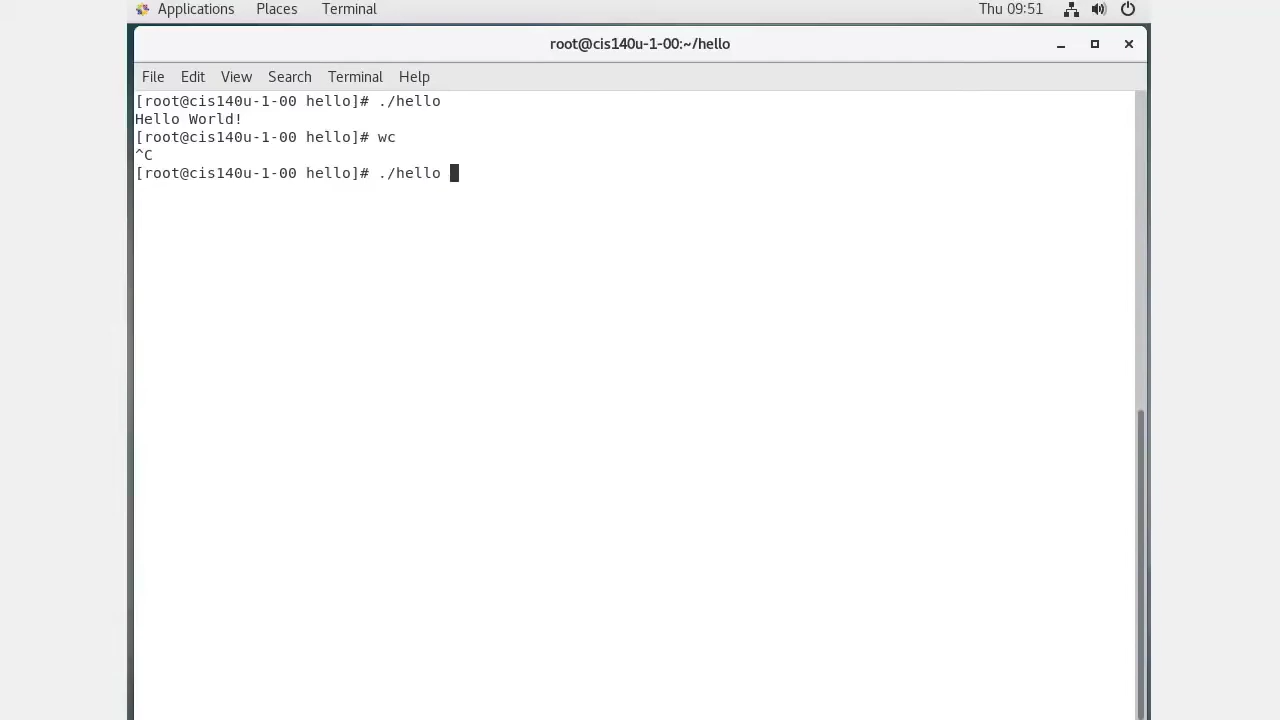 Applications Places Terminal Thu 09:51
root@cis140u-1-00:~/hello
File Edit View Search Terminal Help
[root@cis140u-1-00 hello]# ./hello
Hello World!
[root@cis140u-1-00 hello]# wc
^C
[root@cis140u-1-00 hello]# ./hello